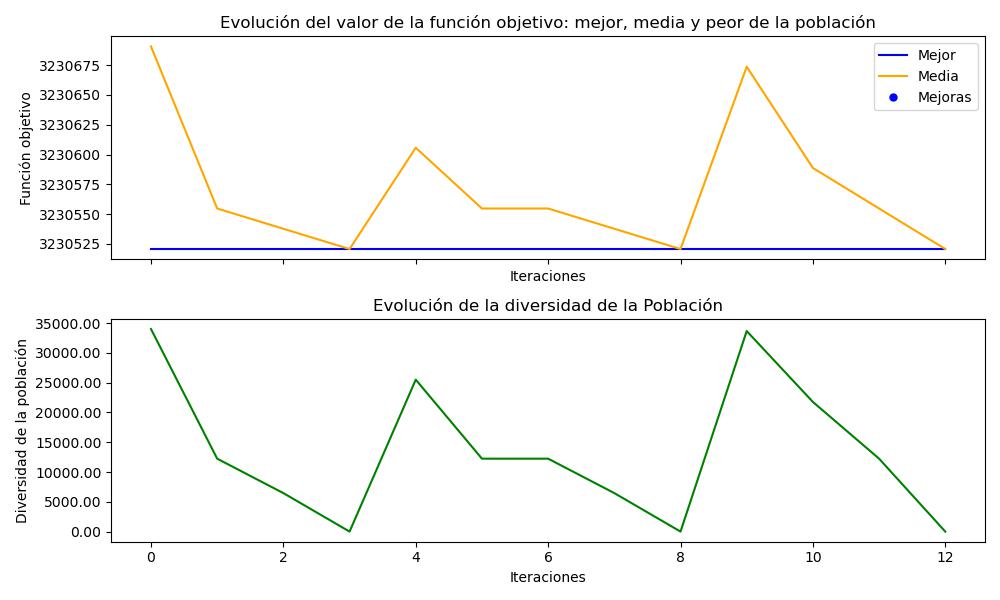 Evolución del valor de la función objetivo: mejor, media y peor de la población
Función objetivo
3230675
3230650
3230625
3230600
3230575
3230550
3230525
Mejor
Media
Mejoras
Iteraciones
Evolución de la diversidad de la Población
Diversidad de la población
35000.00
30000.00
25000.00
20000.00
15000.00
10000.00
5000.00
0.00
0 2 4 6 8 10 12
Iteraciones